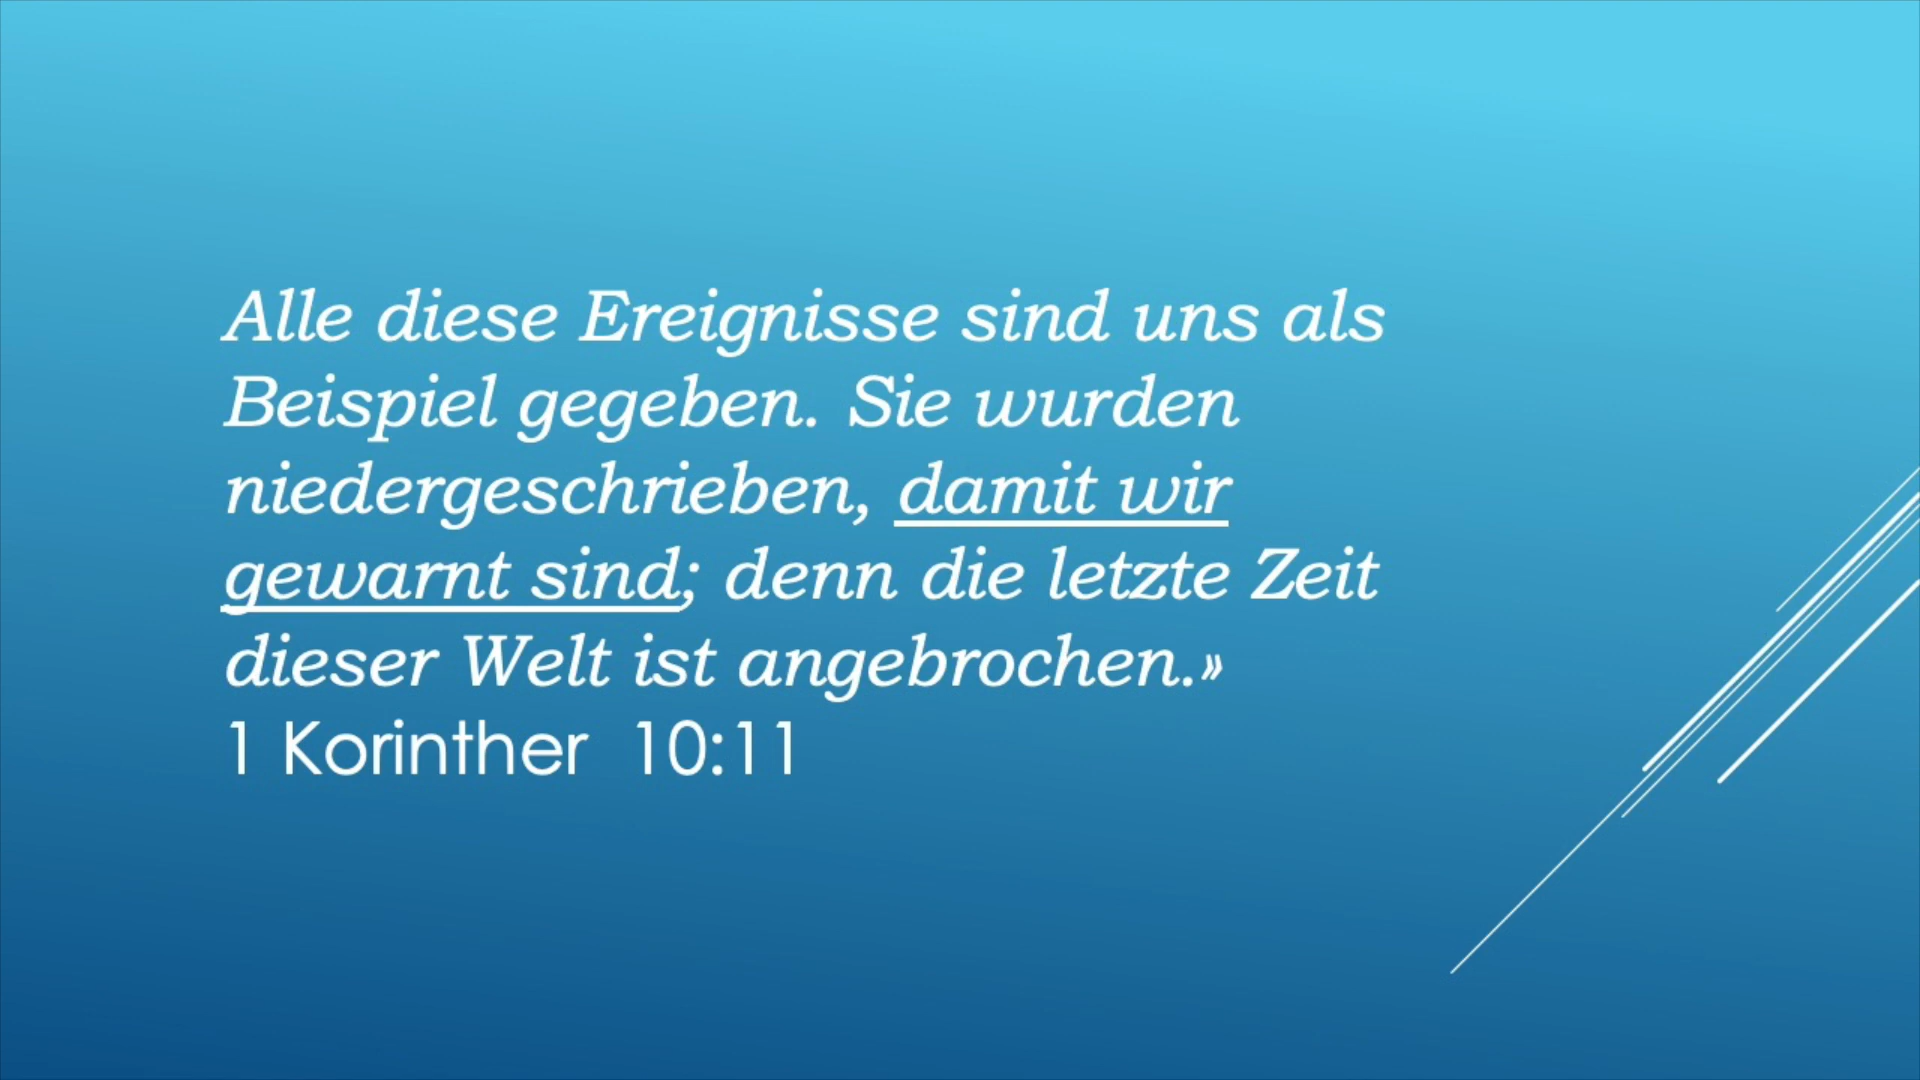 Alle diese Ereignisse sind uns als
Beispiel gegeben. Sie wurden
niedergeschrieben, damit wir
gewarnt sind; denn die letzte Zeit
dieser Welt ist angebrochen.»
1 Korinther 10:11